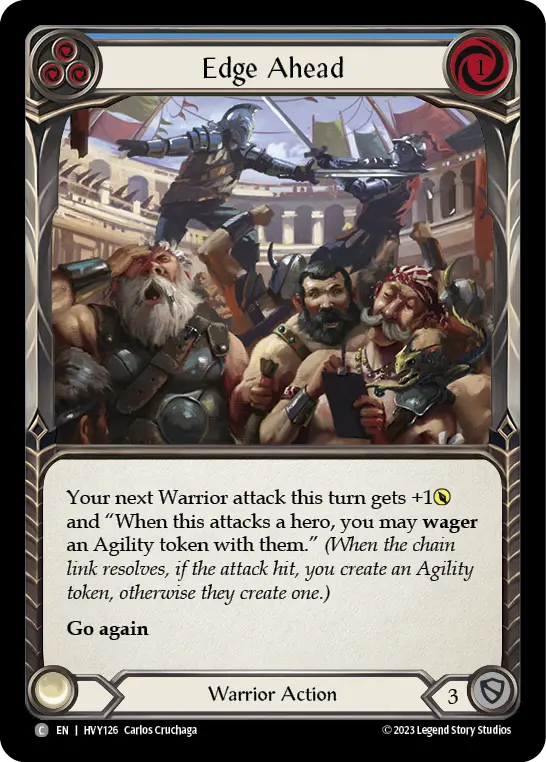 Edge Ahead
1
Your next Warrior attack this turn gets +1
and “When this attacks a hero, you may wager
an Agility token with them.” (When the chain
link resolves, if the attack hit, you create an Agility
token, otherwise they create one.)
Go again
Warrior Action
3
C EN | HVY126 Carlos Cruchaga
© 2023 Legend Story Studios